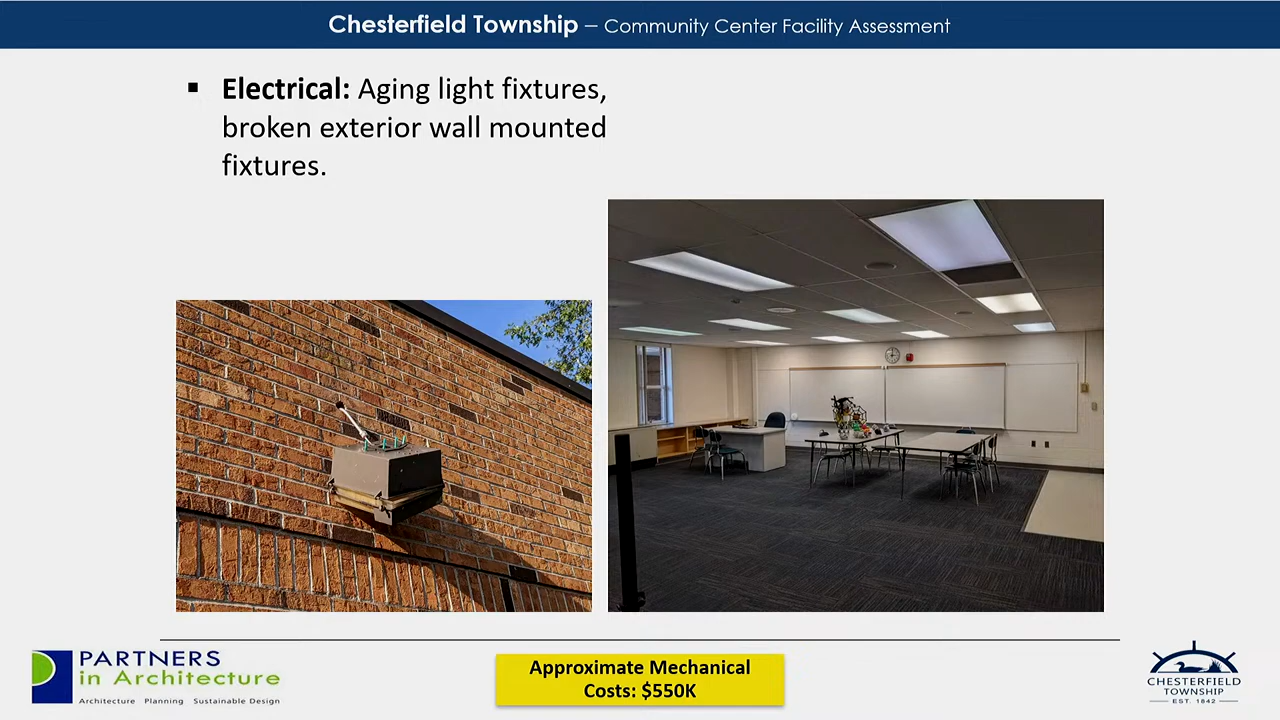 Chesterfield Township – Community Center Facility Assessment
▪ Electrical: Aging light fixtures,
broken exterior wall mounted
fixtures.
PARTNERS
in Architecture
Architecture Planning Sustainable Design
Approximate Mechanical
Costs: $550K
CHESTERFIELD
TOWNSHIP
EST. 1842